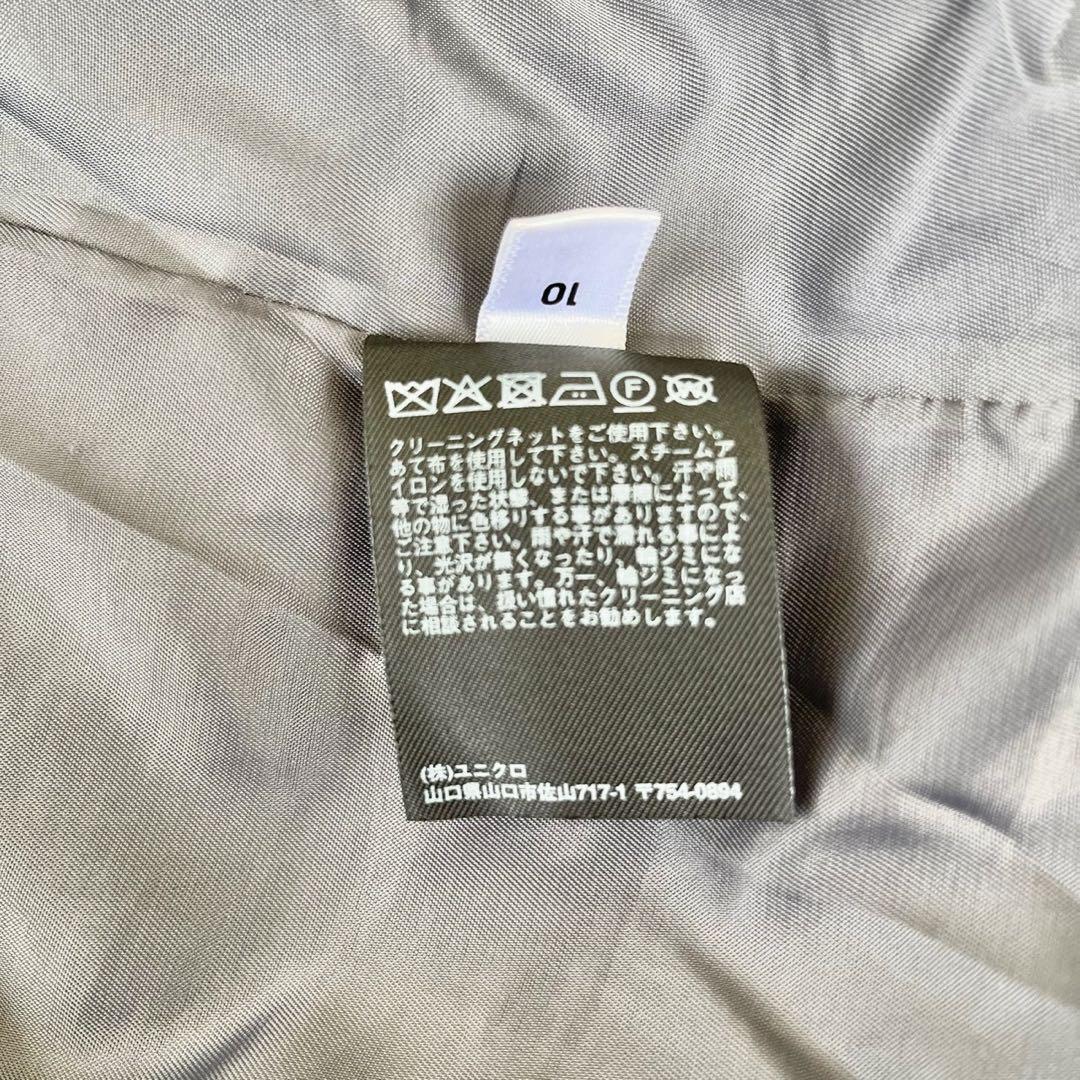 10
F W
クリーニングネットをご使用下さい。
あて布を使用して下さい。スチームア
イロンを使用しないで下さい。汗や雨
等で湿った状態、または摩擦によって、
他の物に色移りする事がありますので、
ご注意下さい。雨や汗で濡れる事によ
り、光沢が無くなったり、輪ジミにな
る事があります。万一、輪ジミになっ
た場合は、扱い慣れたクリーニング店
に相談されることをお勧めします。
(株)ユニクロ
山口県山口市佐山717-1 〒754-0894